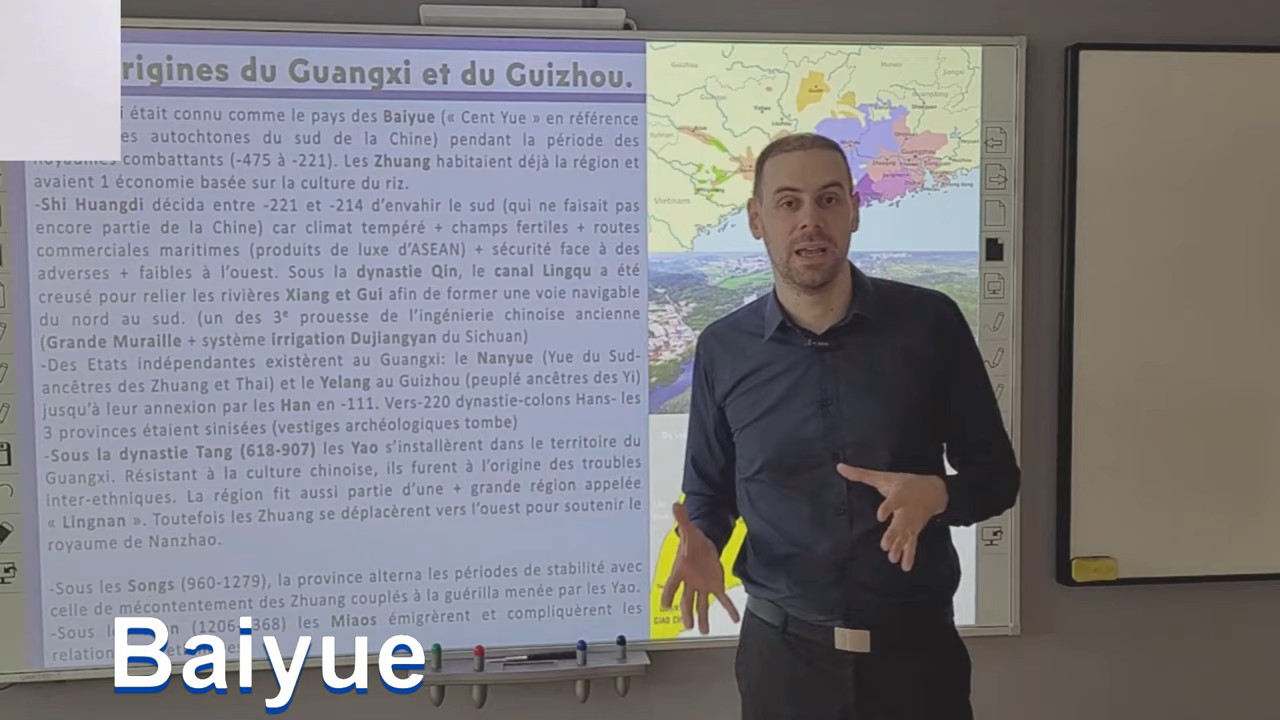 rigines du Guangxi et du Guizhou.
i était connu comme le pays des Baiyue (« Cent Yue » en référence
es autochtones du sud de la Chine) pendant la période des
combattants (-475 à -221). Les Zhuang habitaient déjà la région et
avaient 1 économie basée sur la culture du riz.
-Shi Huangdi décida entre -221 et -214 d'envahir le sud (qui ne faisait pas
encore partie de la Chine) car climat tempéré + champs fertiles + routes
commerciales maritimes (produits de luxe d'ASEAN) + sécurité face à des
adverses + faibles à l'ouest. Sous la dynastie Qin, le canal Lingqu a été
creusé pour relier les rivières Xiang et Gui afin de former une voie navigable
du nord au sud. (un des 3e prouesse de l'ingénierie chinoise ancienne
(Grande Muraille + système irrigation Dujiangyan du Sichuan)
-Des Etats indépendantes existèrent au Guangxi: le Nanyue (Yue du Sud-
ancêtres des Zhuang et Thai) et le Yelang au Guizhou (peuplé ancêtres des Yi)
jusqu'à leur annexion par les Han en -111. Vers-220 dynastie-colons Hans- les
3 provinces étaient sinisées (vestiges archéologiques tombe)
-Sous la dynastie Tang (618-907) les Yao s'installèrent dans le territoire du
Guangxi. Résistant à la culture chinoise, ils furent à l'origine des troubles
inter-ethniques. La région fit aussi partie d'une + grande région appelée
« Lingnan ». Toutefois les Zhuang se déplacèrent vers l'ouest pour soutenir le
royaume de Nanzhao.
-Sous les Songs (960-1279), la province alterna les périodes de stabilité avec
celle de mécontentement des Zhuang couplés à la guérilla menée par les Yao.
-Sous (1206- 368) les Miaos émigrèrent et compliquèrent les
relation
Baiyue
Guizhou
Vietnam
Guangzhou
GIAO CH